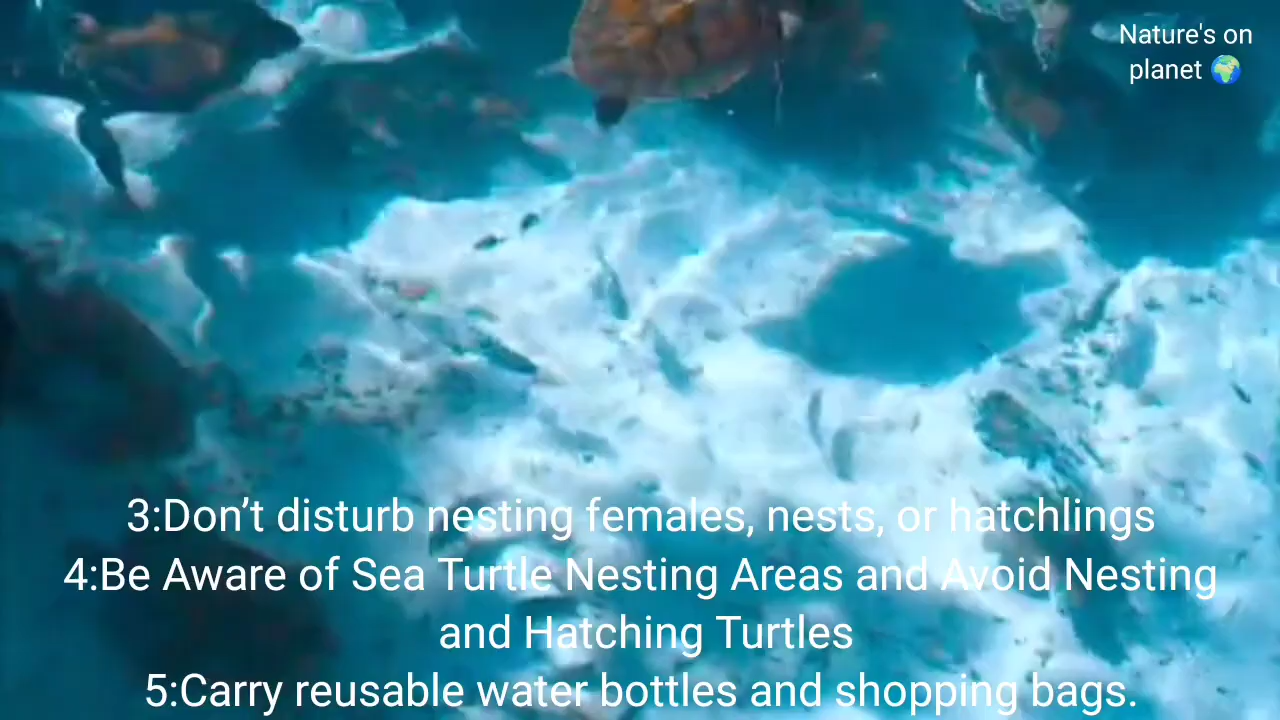 Nature's on
planet 🌍
3:Don’t disturb nesting females, nests, or hatchlings
4:Be Aware of Sea Turtle Nesting Areas and Avoid Nesting
and Hatching Turtles
5:Carry reusable water bottles and shopping bags.